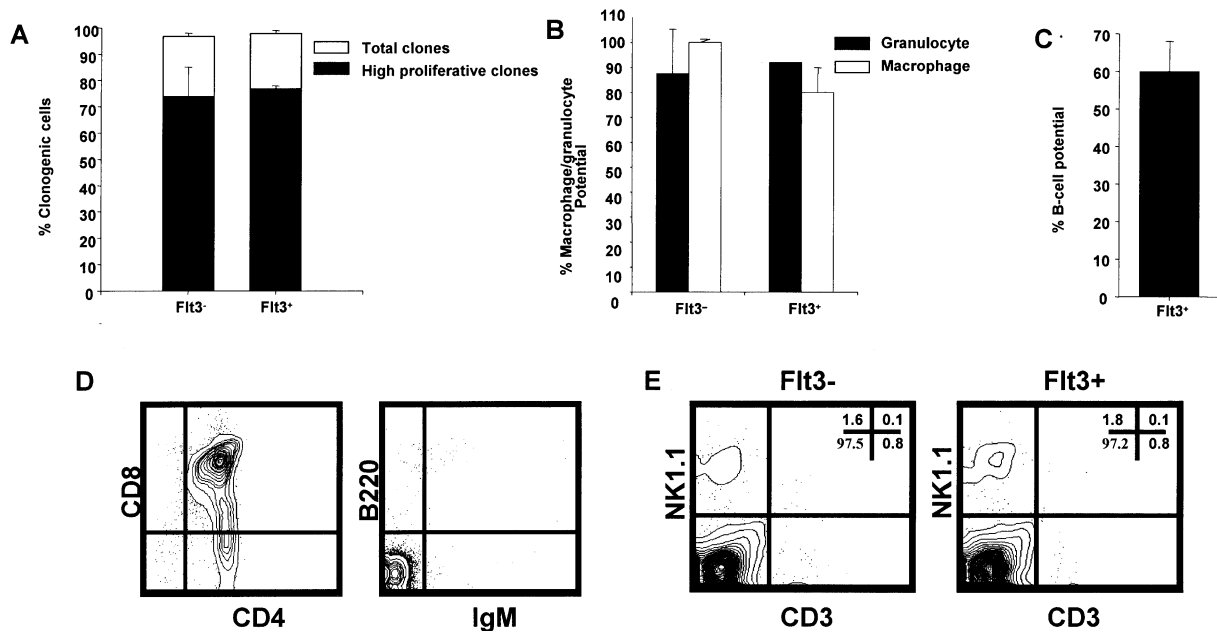 A
100
90
80
70
60
50
40
30
20
10
0
% Clonogenic cells
Flt3-
Flt3+
Total clones
High proliferative clones
B
110
100
90
80
70
60
50
40
30
20
10
0
% Macrophage/granulocyte
Potential
Flt3–
Flt3+
Granulocyte
Macrophage
C
70
60
50
40
30
20
10
0
% B-cell potential
Flt3+
D
CD8
CD4
B220
IgM
E
Flt3-
NK1.1
1.6 0.1
97.5 0.8
CD3
Flt3+
NK1.1
1.8 0.1
97.2 0.8
CD3